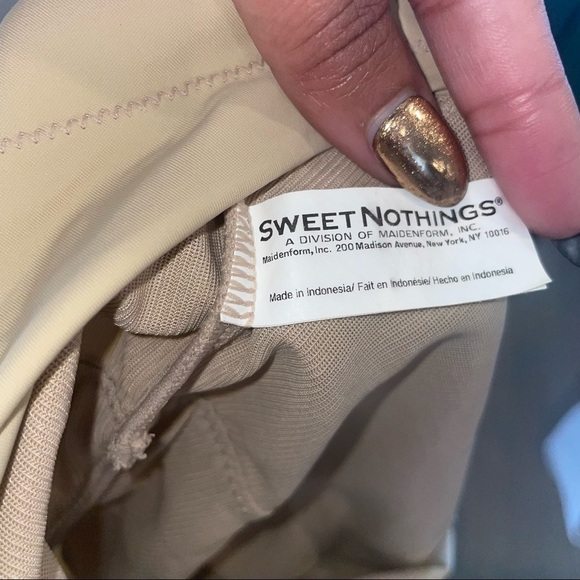 SWEET NOTHINGS®
A DIVISION OF MAIDENFORM, INC.
Maidenform, Inc. 200 Madison Avenue, New York, NY 10016
Made in Indonesia/ Fait en Indonésie/ Hecho en Indonesia